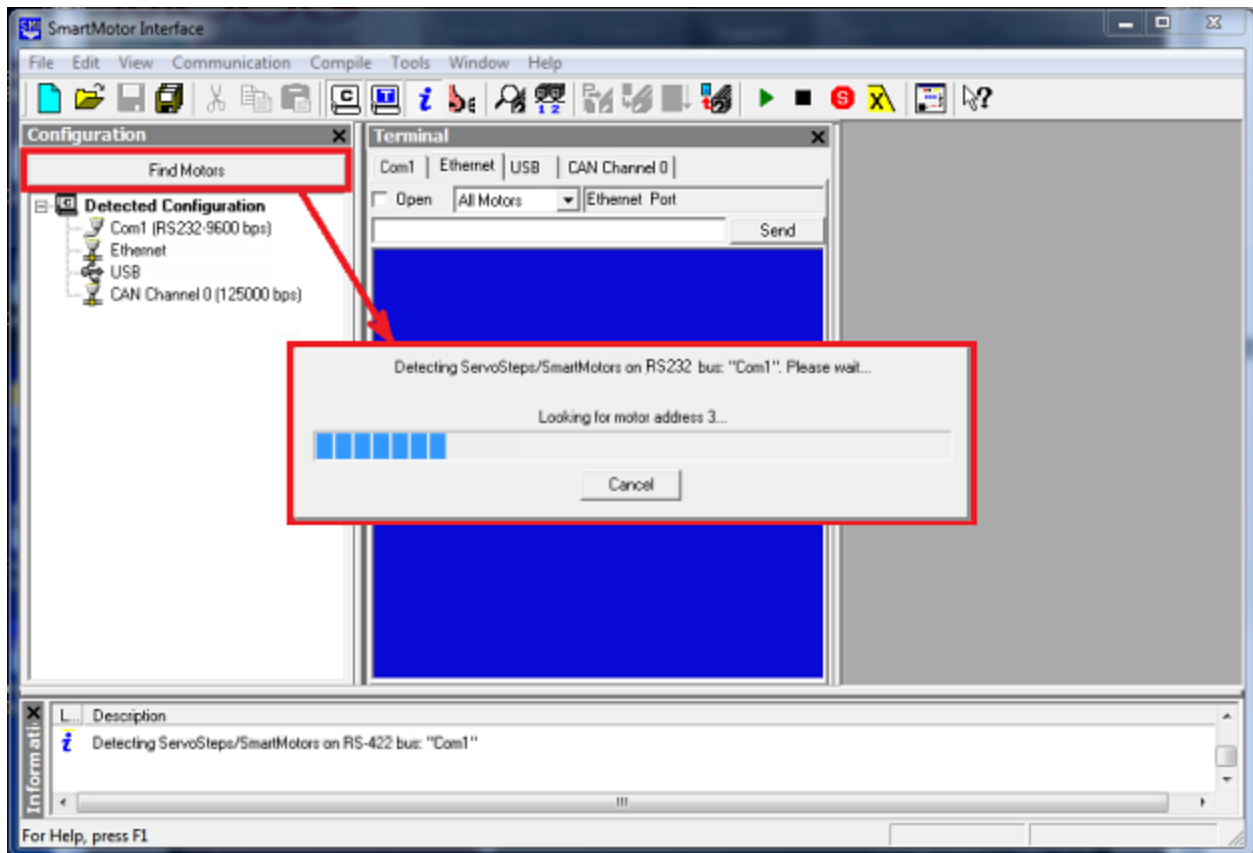 SmartMotor Interface
File Edit View Communication Compile Tools Window Help
Configuration
Find Motors
Detected Configuration
Com1 (RS232-9600 bps)
Ethernet
USB
CAN Channel 0 (125000 bps)
Terminal
Com1 Ethernet USB CAN Channel 0
Open All Motors Ethernet Port
Send
Detecting ServoSteps/SmartMotors on RS232 bus: "Com1". Please wait...
Looking for motor address 3...
Cancel
Informati
L... Description
Detecting ServoSteps/SmartMotors on RS-422 bus: "Com1"
For Help, press F1